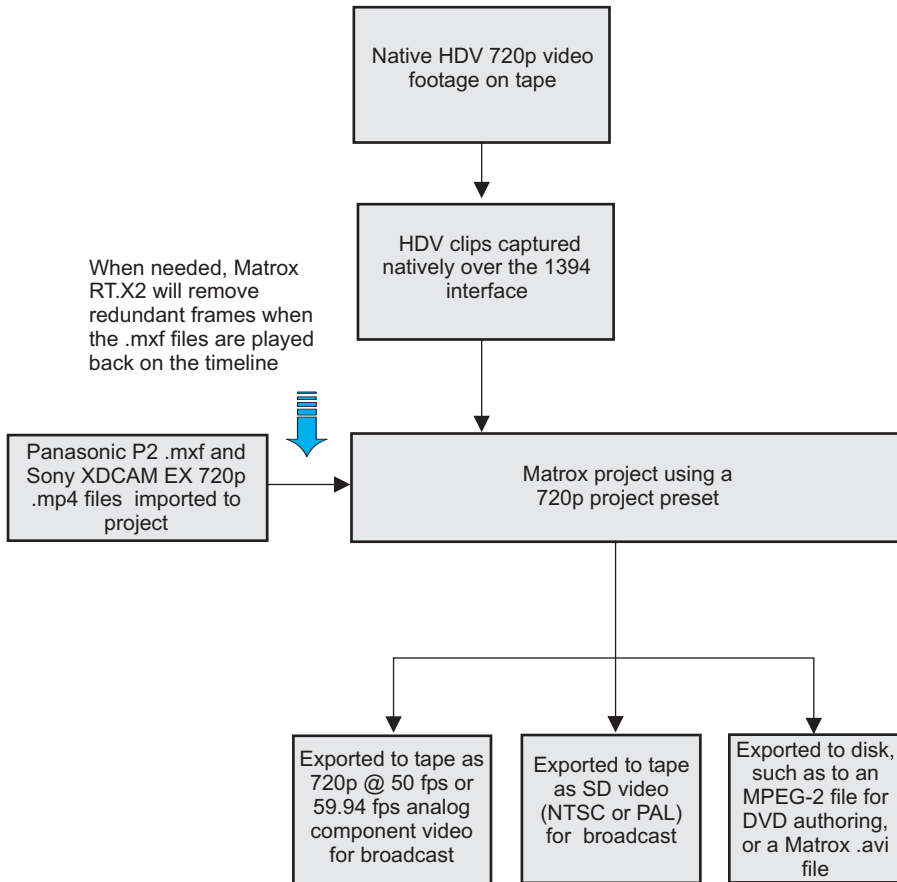 Native HDV 720p video
footage on tape
HDV clips captured
natively over the 1394
interface
When needed, Matrox
RT.X2 will remove
redundant frames when
the .mxf files are played
back on the timeline
Panasonic P2 .mxf and
Sony XDCAM EX 720p
.mp4 files imported to
project
Matrox project using a
720p project preset
Exported to tape as
720p @ 50 fps or
59.94 fps analog
component video
for broadcast
Exported to tape
as SD video
(NTSC or PAL)
for broadcast
Exported to disk,
such as to an
MPEG-2 file for
DVD authoring,
or a Matrox .avi
file